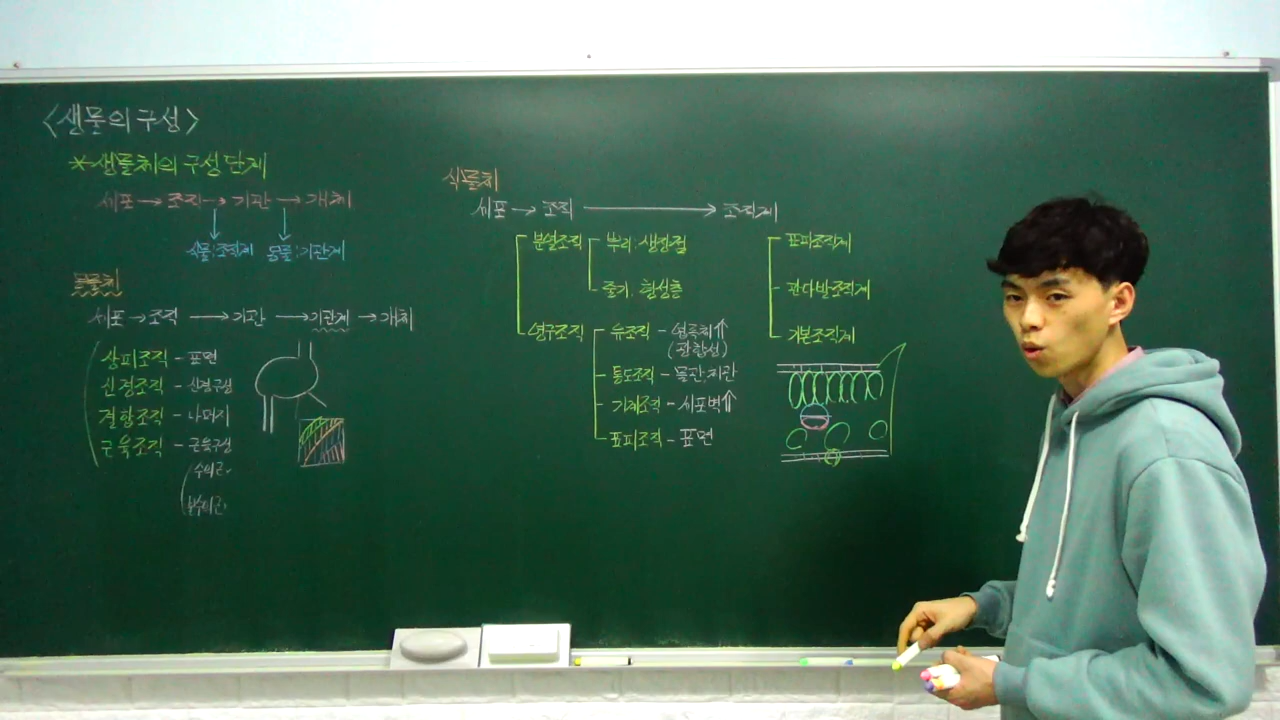 <생물의 구성>
*생물체의 구성 단계
세포 → 조직 → 기관 → 개체
식물:조직계 동물:기관계
동물체
세포 → 조직 → 기관 → 기관계 → 개체
상피조직 - 표면
신경조직 - 신경구성
결합조직 - 나머지
근육조직 - 근육구성
수의근
불수의근
식물체
세포 → 조직 → 조직계
분열조직
뿌리:생장점
줄기:형성층
영구조직
유조직 - 엽록체⇑
(광합성)
통도조직 - 물관,체관
기계조직 - 세포벽⇑
표피조직 - 표면
표피조직계
관다발조직계
기본조직계